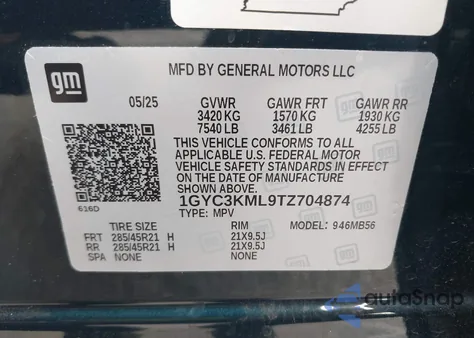 gm
MFD BY GENERAL MOTORS LLC
05/25 GVWR GAWR FRT GAWR RR
3420 KG 1570 KG 1930 KG
7540 LB 3461 LB 4255 LB
THIS VEHICLE CONFORMS TO ALL
APPLICABLE U.S. FEDERAL MOTOR
VEHICLE SAFETY STANDARDS IN EFFECT
ON THE DATE OF MANUFACTURE
SHOWN ABOVE.
616D 1GYC3KML9TZ704874
TYPE: MPV
TIRE SIZE RIM MODEL: 946MB56
FRT 285/45R21 H 21X9.5J
RR 285/45R21 H 21X9.5J
SPA NONE NONE
autoSnap